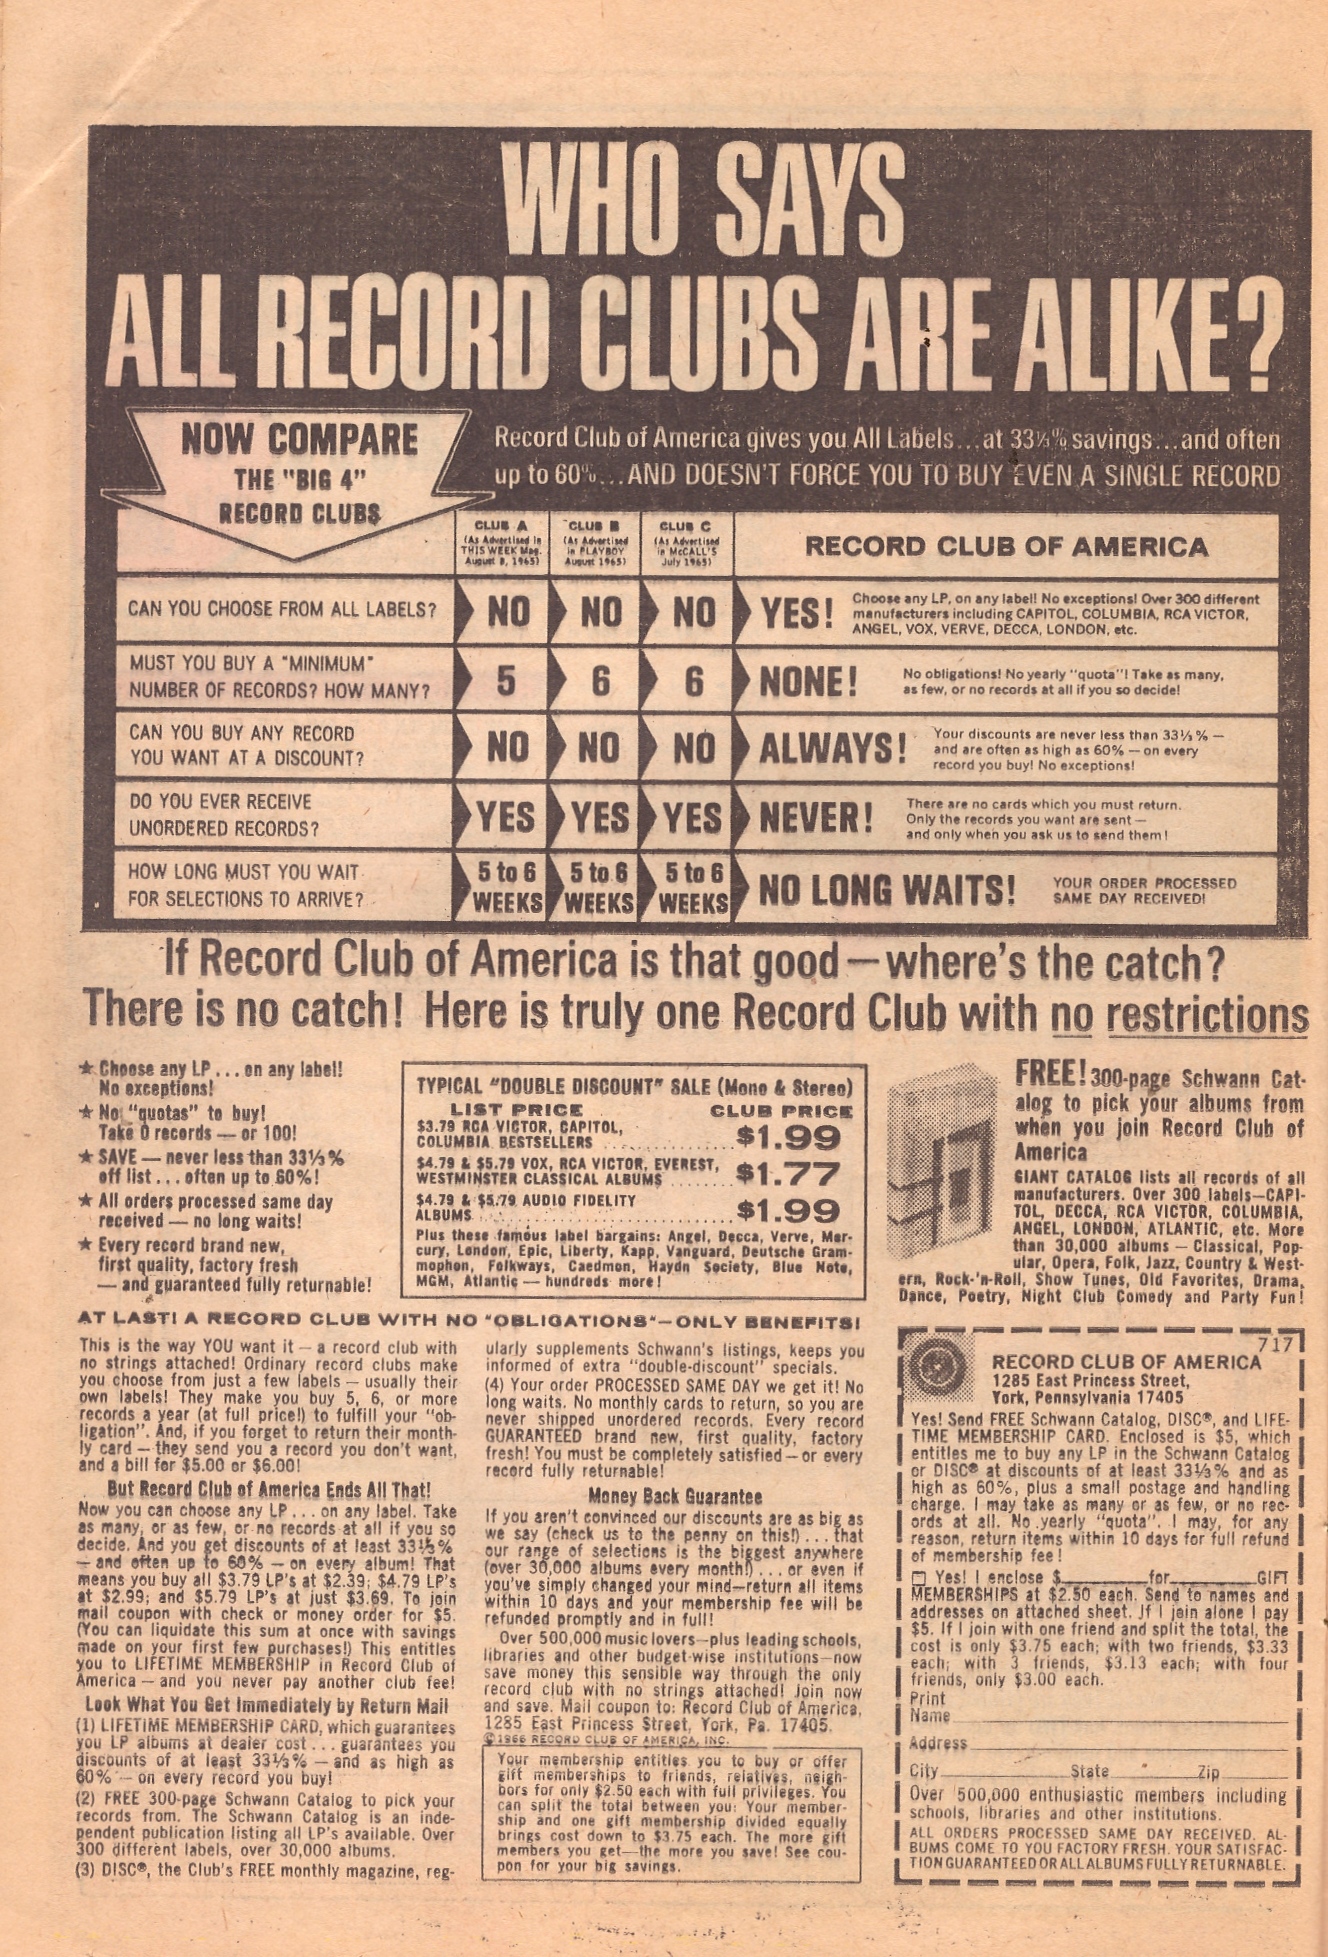 WHO SAYS
ALL RECORD CLUBS ARE ALIKE?
NOW COMPARE
THE "BIG 4"
RECORD CLUBS
Record Club of America gives you All Labels...at 33⅓% savings...and often
up to 60%...AND DOESN'T FORCE YOU TO BUY EVEN A SINGLE RECORD
CLUB A
(As Advertised in
THIS WEEK Mag.
August 8, 1965)
CLUB B
(As Advertised
in PLAYBOY
August 1965)
CLUB C
(As Advertised
in McCALL'S
July 1965)
RECORD CLUB OF AMERICA
CAN YOU CHOOSE FROM ALL LABELS?
NO
NO
NO
YES!
Choose any LP, on any label! No exceptions! Over 300 different
manufacturers including CAPITOL, COLUMBIA, RCA VICTOR,
ANGEL, VOX, VERVE, DECCA, LONDON, etc.
MUST YOU BUY A "MINIMUM"
NUMBER OF RECORDS? HOW MANY?
5
6
6
NONE!
No obligations! No yearly "quota"! Take as many,
as few, or no records at all if you so decide!
CAN YOU BUY ANY RECORD
YOU WANT AT A DISCOUNT?
NO
NO
NO
ALWAYS!
Your discounts are never less than 33⅓% —
and are often as high as 60% — on every
record you buy! No exceptions!
DO YOU EVER RECEIVE
UNORDERED RECORDS?
YES
YES
YES
NEVER!
There are no cards which you must return.
Only the records you want are sent —
and only when you ask us to send them!
HOW LONG MUST YOU WAIT
FOR SELECTIONS TO ARRIVE?
5 to 6
WEEKS
5 to 6
WEEKS
5 to 6
WEEKS
NO LONG WAITS!
YOUR ORDER PROCESSED
SAME DAY RECEIVED!
If Record Club of America is that good — where's the catch?
There is no catch! Here is truly one Record Club with no restrictions
★ Choose any LP ... on any label!
No exceptions!
★ No "quotas" to buy!
Take 0 records — or 100!
★ SAVE — never less than 33⅓%
off list ... often up to 60%!
★ All orders processed same day
received — no long waits!
★ Every record brand new,
first quality, factory fresh
— and guaranteed fully returnable!
TYPICAL "DOUBLE DISCOUNT" SALE (Mono & Stereo)
LIST PRICE CLUB PRICE
$3.79 RCA VICTOR, CAPITOL,
COLUMBIA BESTSELLERS .............. $1.99
$4.79 & $5.79 VOX, RCA VICTOR, EVEREST,
WESTMINSTER CLASSICAL ALBUMS ....... $1.77
$4.79 & $5.79 AUDIO FIDELITY
ALBUMS ............................ $1.99
Plus these famous label bargains: Angel, Decca, Verve, Mer-
cury, London, Epic, Liberty, Kapp, Vanguard, Deutsche Gram-
mophon, Folkways, Caedmon, Haydn Society, Blue Note,
MGM, Atlantic — hundreds more!
FREE! 300-page Schwann Cat-
alog to pick your albums from
when you join Record Club of
America
GIANT CATALOG lists all records of all
manufacturers. Over 300 labels—CAPI-
TOL, DECCA, RCA VICTOR, COLUMBIA,
ANGEL, LONDON, ATLANTIC, etc. More
than 30,000 albums — Classical, Pop-
ular, Opera, Folk, Jazz, Country & West-
ern, Rock-'n-Roll, Show Tunes, Old Favorites, Drama,
Dance, Poetry, Night Club Comedy and Party Fun!
AT LAST! A RECORD CLUB WITH NO "OBLIGATIONS"—ONLY BENEFITS!
This is the way YOU want it — a record club with
no strings attached! Ordinary record clubs make
you choose from just a few labels — usually their
own labels! They make you buy 5, 6, or more
records a year (at full price!) to fulfill your "ob-
ligation". And, if you forget to return their month-
ly card — they send you a record you don't want,
and a bill for $5.00 or $6.00!
But Record Club of America Ends All That!
Now you can choose any LP ... on any label. Take
as many, or as few, or no records at all if you so
decide. And you get discounts of at least 33⅓%
— and often up to 60% — on every album! That
means you buy all $3.79 LP's at $2.39; $4.79 LP's
at $2.99; and $5.79 LP's at just $3.69. To join
mail coupon with check or money order for $5.
(You can liquidate this sum at once with savings
made on your first few purchases!) This entitles
you to LIFETIME MEMBERSHIP in Record Club of
America — and you never pay another club fee!
Look What You Get Immediately by Return Mail
(1) LIFETIME MEMBERSHIP CARD, which guarantees
you LP albums at dealer cost ... guarantees you
discounts of at least 33⅓% — and as high as
60% — on every record you buy!
(2) FREE 300-page Schwann Catalog to pick your
records from. The Schwann Catalog is an inde-
pendent publication listing all LP's available. Over
300 different labels, over 30,000 albums.
(3) DISC®, the Club's FREE monthly magazine, reg-
ularly supplements Schwann's listings, keeps you
informed of extra "double-discount" specials.
(4) Your order PROCESSED SAME DAY we get it! No
long waits. No monthly cards to return, so you are
never shipped unordered records. Every record
GUARANTEED brand new, first quality, factory
fresh! You must be completely satisfied — or every
record fully returnable!
Money Back Guarantee
If you aren't convinced our discounts are as big as
we say (check us to the penny on this!) ... that
our range of selections is the biggest anywhere
(over 30,000 albums every month!) ... or even if
you've simply changed your mind—return all items
within 10 days and your membership fee will be
refunded promptly and in full!
Over 500,000 music lovers—plus leading schools,
libraries and other budget-wise institutions—now
save money this sensible way through the only
record club with no strings attached! Join now
and save. Mail coupon to: Record Club of America,
1285 East Princess Street, York, Pa. 17405.
©1966 RECORD CLUB OF AMERICA, INC.
Your membership entitles you to buy or offer
gift memberships to friends, relatives, neigh-
bors for only $2.50 each with full privileges. You
can split the total between you: Your member-
ship and one gift membership divided equally
brings cost down to $3.75 each. The more gift
members you get—the more you save! See cou-
pon for your big savings.
717
RECORD CLUB OF AMERICA
1285 East Princess Street,
York, Pennsylvania 17405
Yes! Send FREE Schwann Catalog, DISC®, and LIFE-
TIME MEMBERSHIP CARD. Enclosed is $5, which
entitles me to buy any LP in the Schwann Catalog
or DISC® at discounts of at least 33⅓% and as
high as 60%, plus a small postage and handling
charge. I may take as many or as few, or no rec-
ords at all. No yearly "quota". I may, for any
reason, return items within 10 days for full refund
of membership fee!
☐ Yes! I enclose $________for________GIFT
MEMBERSHIPS at $2.50 each. Send to names and
addresses on attached sheet. If I join alone I pay
$5. If I join with one friend and split the total, the
cost is only $3.75 each; with two friends, $3.33
each; with 3 friends, $3.13 each; with four
friends, only $3.00 each.
Print
Name
Address
City State Zip
Over 500,000 enthusiastic members including
schools, libraries and other institutions.
ALL ORDERS PROCESSED SAME DAY RECEIVED. AL-
BUMS COME TO YOU FACTORY FRESH. YOUR SATISFAC-
TION GUARANTEED OR ALL ALBUMS FULLY RETURNABLE.